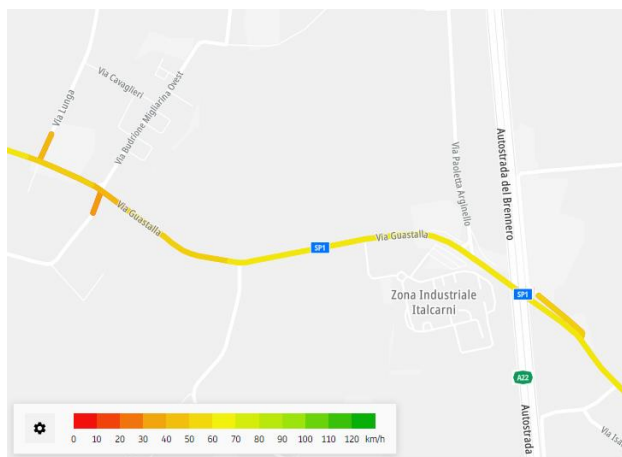 Via Cavaglieri
Via Lunga
Via Budrione Migliarina Ovest
Via Guastalla
SP1
Via Guastalla
Via Paoletta Arginello
Autostrada del Brennero
Zona Industriale
Italcarni
SP1
A22
Autostrada
0 10 20 30 40 50 60 70 80 90 100 110 120 km/h